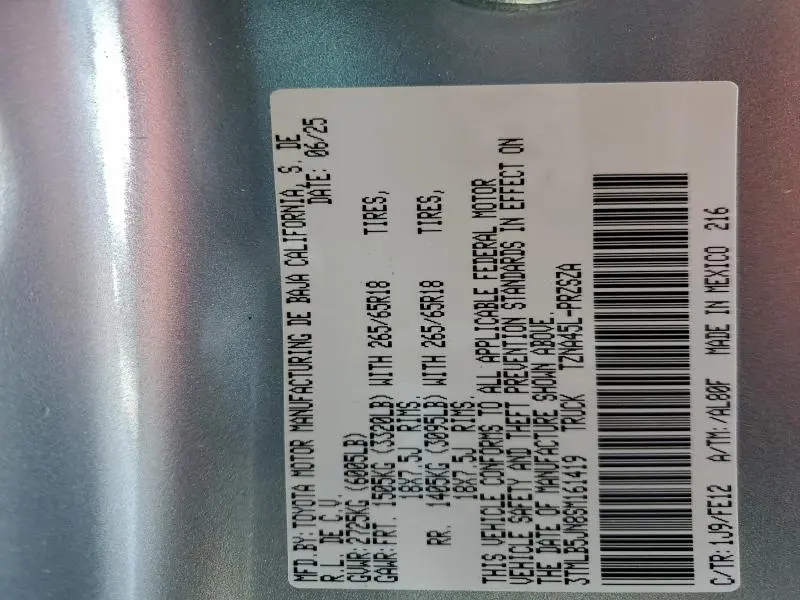 MFD.BY: TOYOTA MOTOR MANUFACTURING DE BAJA CALIFORNIA, S. DE
R.L. DE C.V. DATE: 06/25
GVWR: 2725KG (6005LB)
GAWR: FRT. 1505KG (3320LB) WITH 265/65R18 TIRES,
18X7.5J RIMS.
RR. 1405KG (3095LB) WITH 265/65R18 TIRES,
18X7.5J RIMS.
THIS VEHICLE CONFORMS TO ALL APPLICABLE FEDERAL MOTOR
VEHICLE SAFETY AND THEFT PREVENTION STANDARDS IN EFFECT ON
THE DATE OF MANUFACTURE SHOWN ABOVE.
3TMLB5JN8SM161419 TRUCK TZNA45L-PRZSZA
C/TR: 1J9/FE12 A/TM: /AL80F MADE IN MEXICO 216